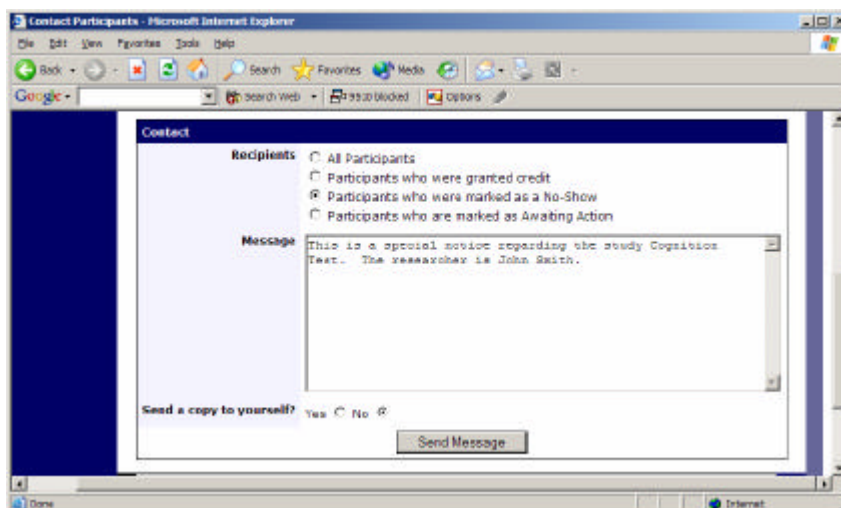 Contact Participants - Microsoft Internet Explorer
File Edit View Favorites Tools Help
Back Search Favorites Media
Google Search Web blocked Options
Contact
Recipients All Participants
Participants who were granted credit
Participants who were marked as a No-Show
Participants who are marked as Awaiting Action
Message This is a special notice regarding the study Cognition
Test. The researcher is John Smith.
Send a copy to yourself? Yes No
Send Message
Done Internet